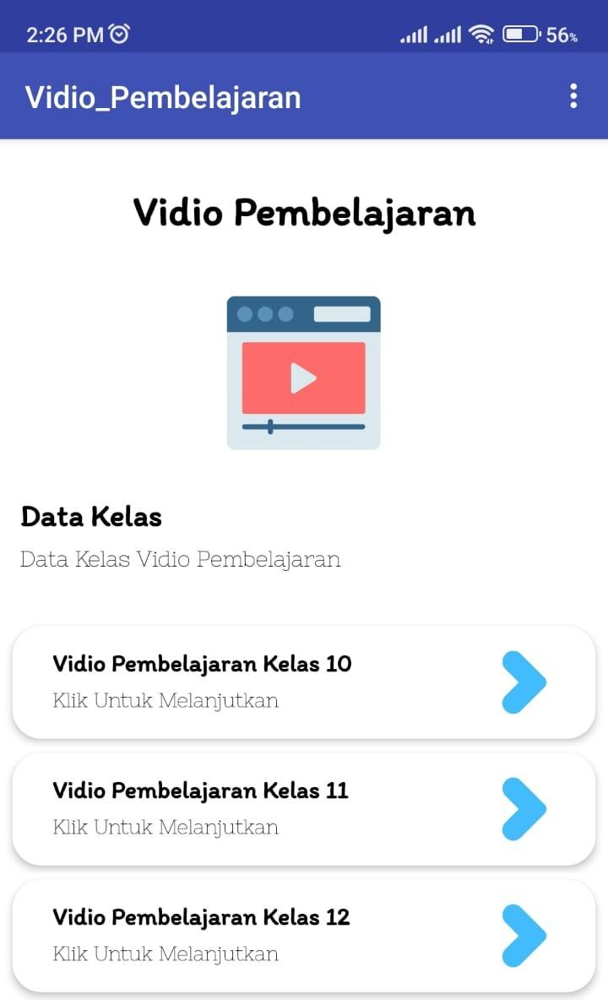 2:26 PM
56%
Vidio_Pembelajaran
Vidio Pembelajaran
Data Kelas
Data Kelas Vidio Pembelajaran
Vidio Pembelajaran Kelas 10
Klik Untuk Melanjutkan
Vidio Pembelajaran Kelas 11
Klik Untuk Melanjutkan
Vidio Pembelajaran Kelas 12
Klik Untuk Melanjutkan